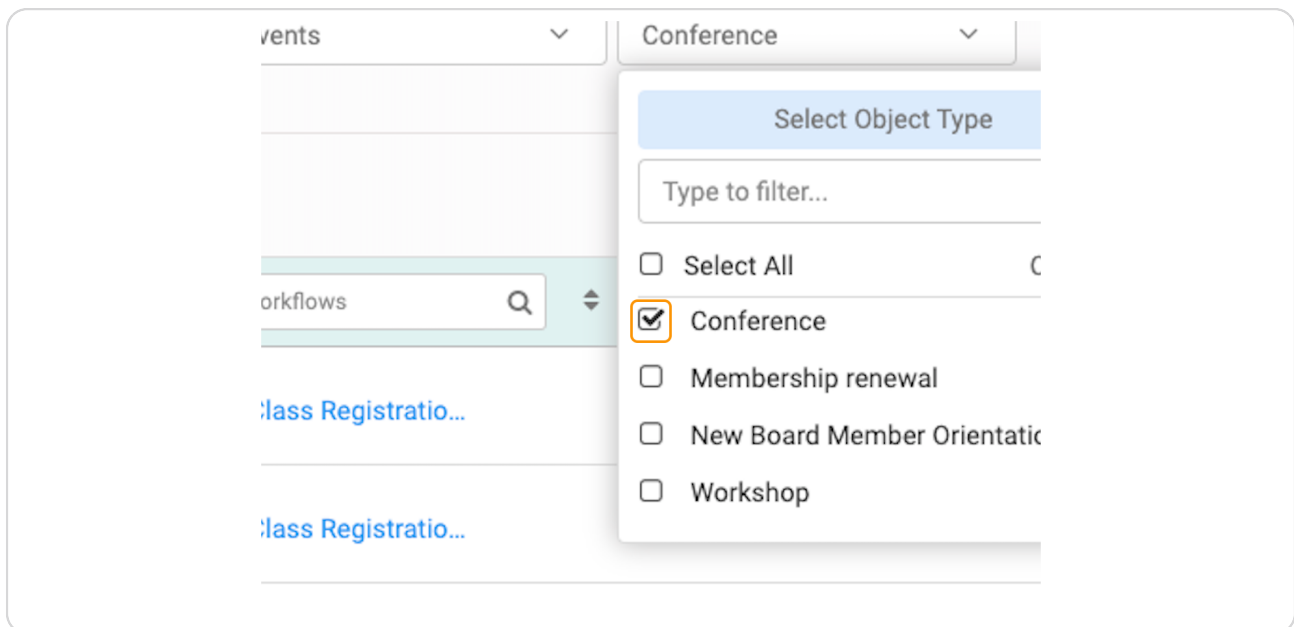 vents
Conference
Select Object Type
Type to filter...
Select All
orkflows
Conference
Membership renewal
Class Registratio...
New Board Member Orientatio
Workshop
Class Registratio...